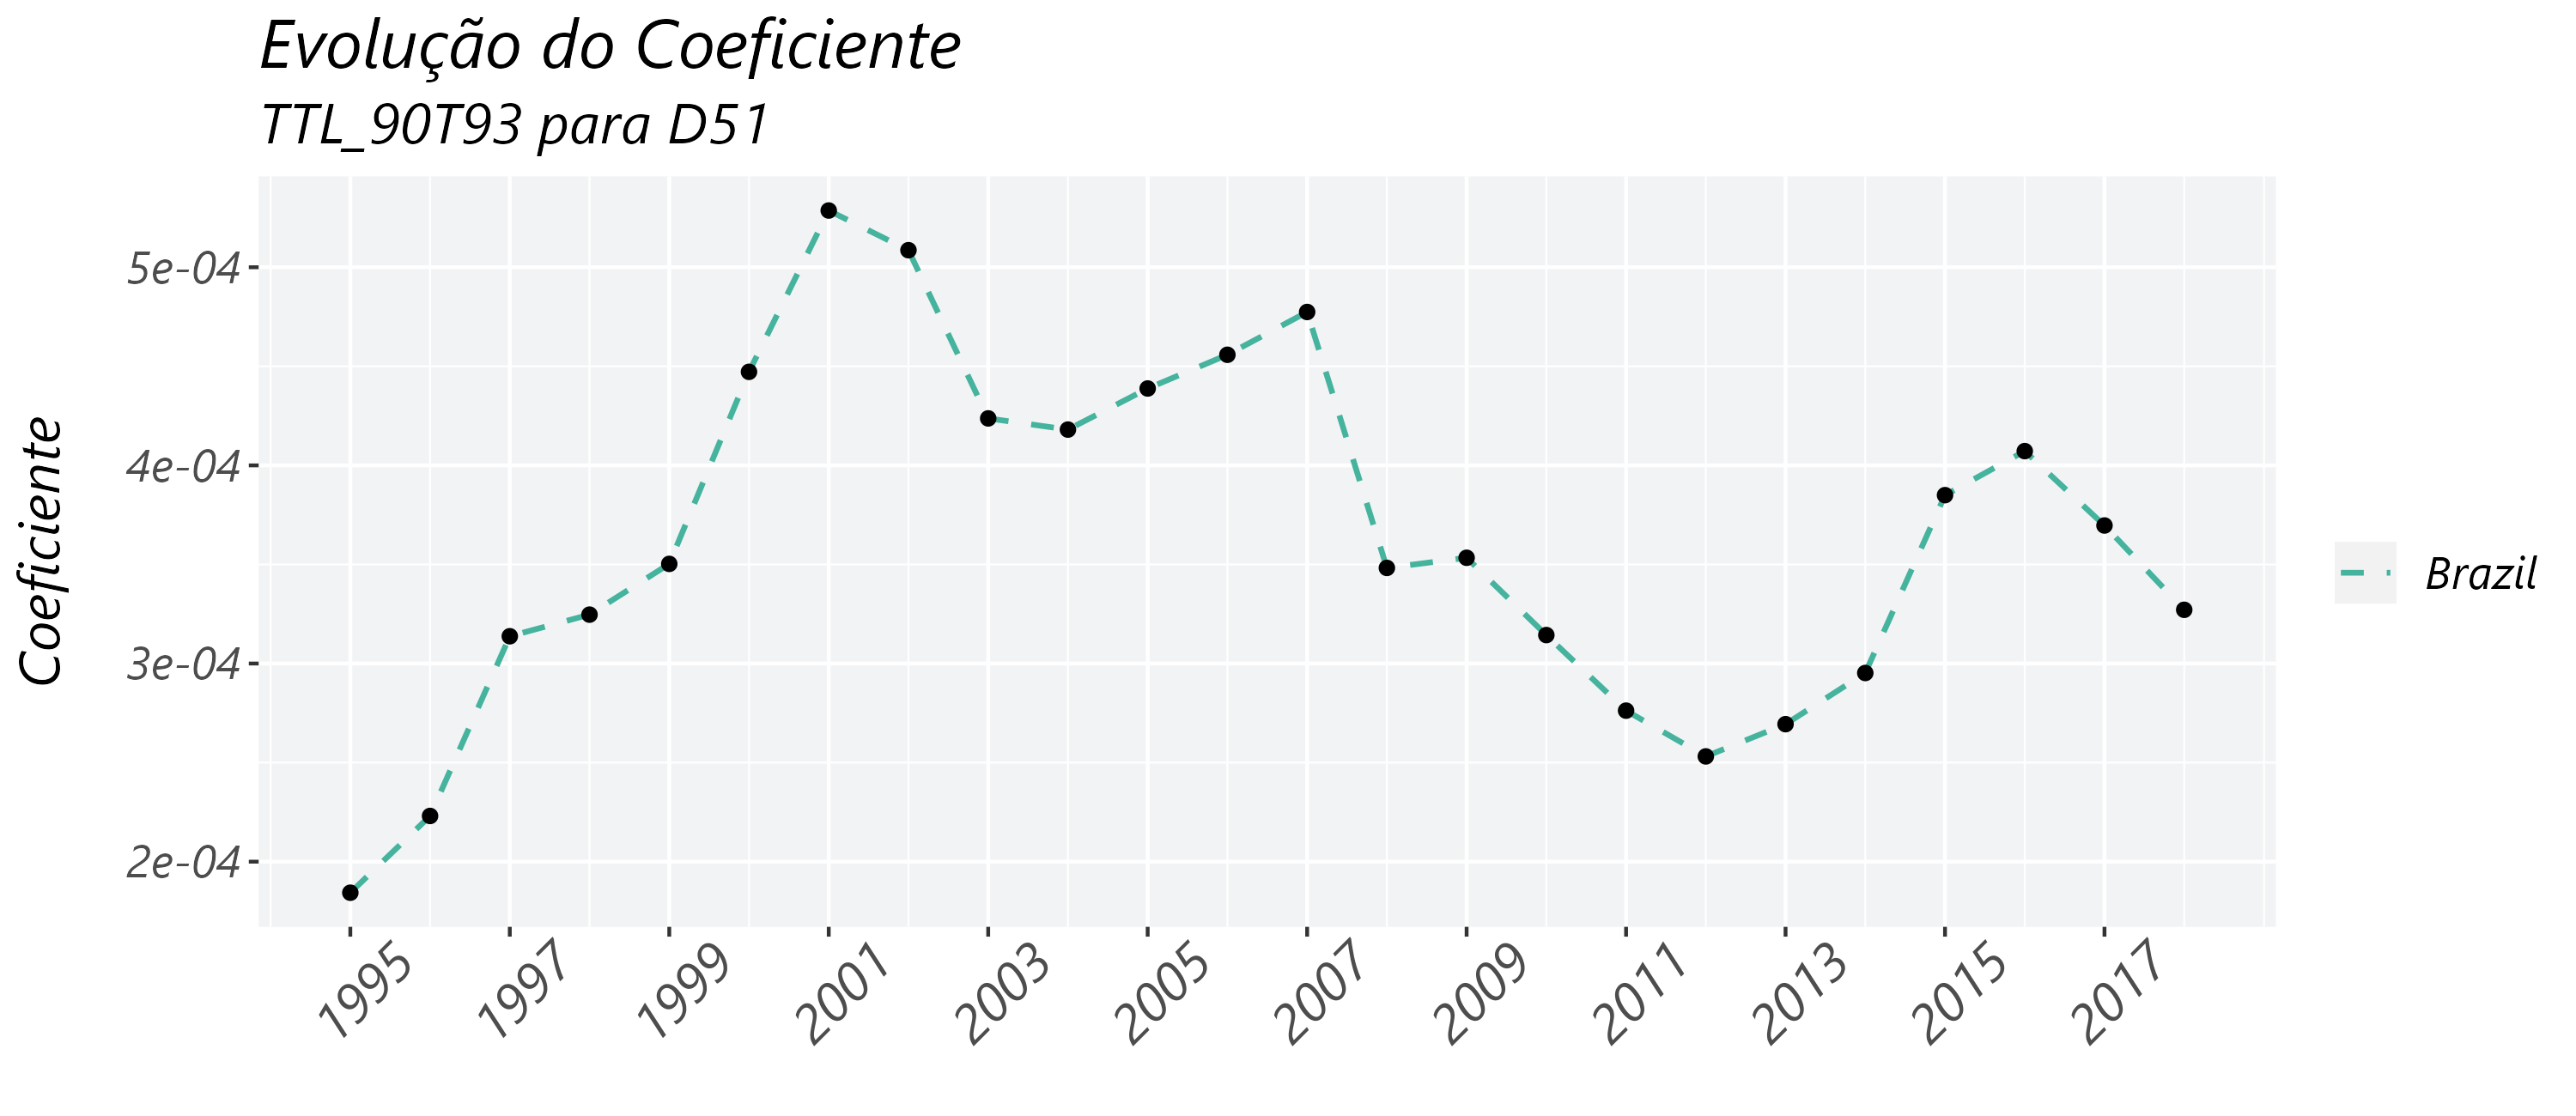 Evolução do Coeficiente
TTL_90T93 para D51
Coeficiente
5e-04
4e-04
3e-04
2e-04
1995
1997
1999
2001
2003
2005
2007
2009
2011
2013
2015
2017
Brazil